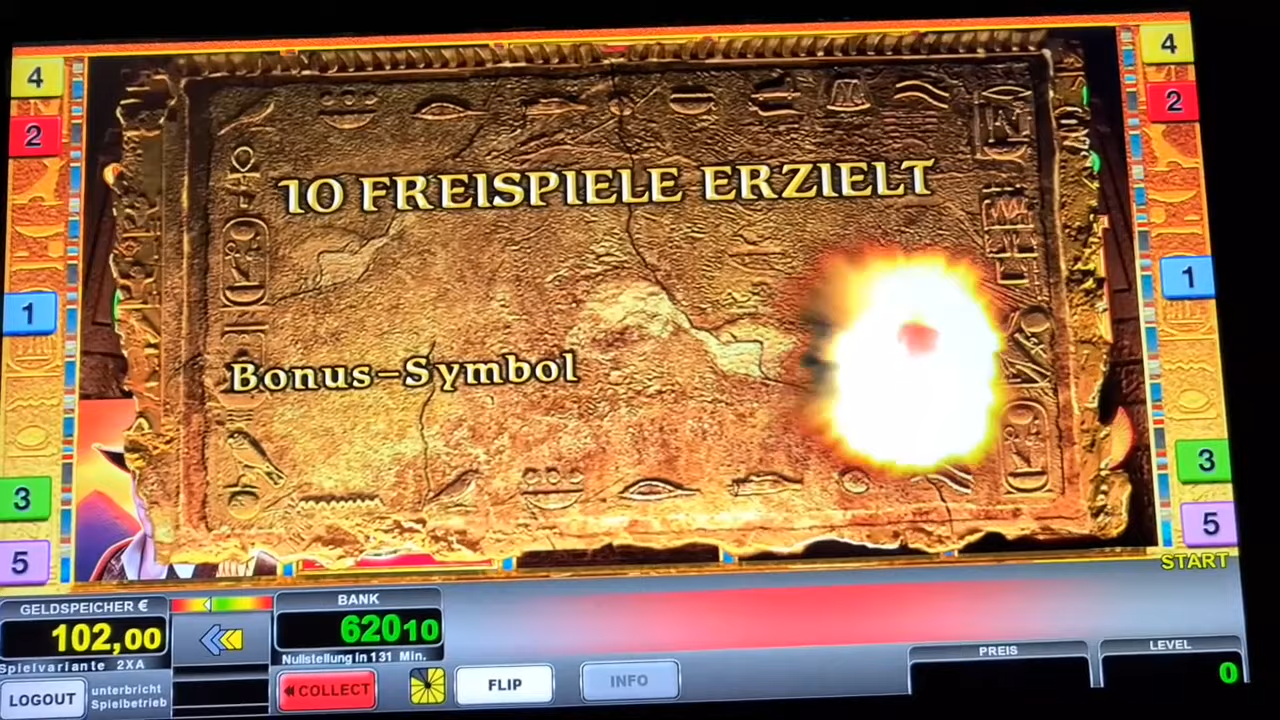 4
4
2
2
10 FREISPIELE ERZIELT
1
1
Bonus-Symbol
3
3
5
5
START
GELDSPEICHER €
102,00
Spielvariante 2XA
BANK
62010
Nullstellung in 131 Min.
PREIS
LEVEL
0
LOGOUT
unterbricht
Spielbetrieb
COLLECT
FLIP
INFO